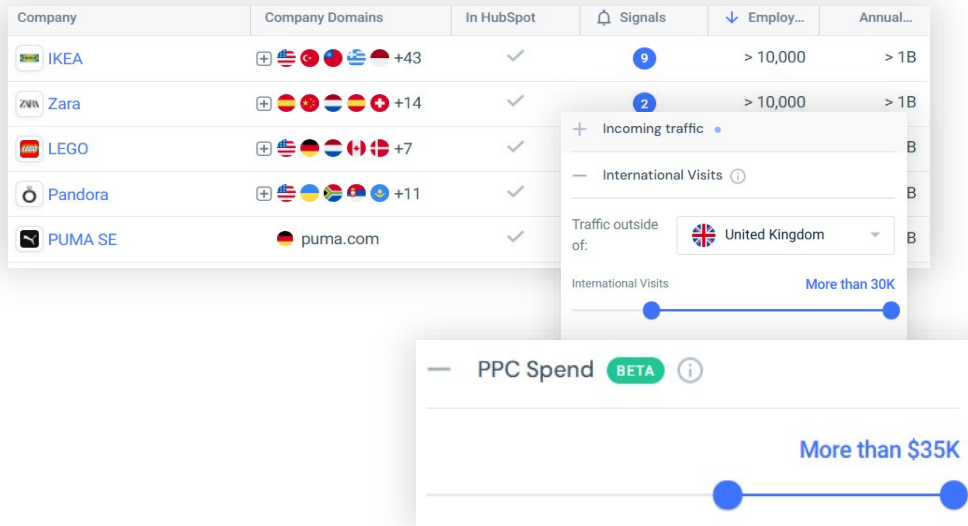 Company Company Domains In HubSpot Signals Employ... Annual...
IKEA +43 9 > 10,000 > 1B
ZARA Zara +14 2 > 10,000 > 1B
LEGO LEGO +7 B
Pandora +11 B
PUMA SE puma.com B
Incoming traffic
International Visits
Traffic outside
of:
United Kingdom
International Visits More than 30K
PPC Spend BETA
More than $35K